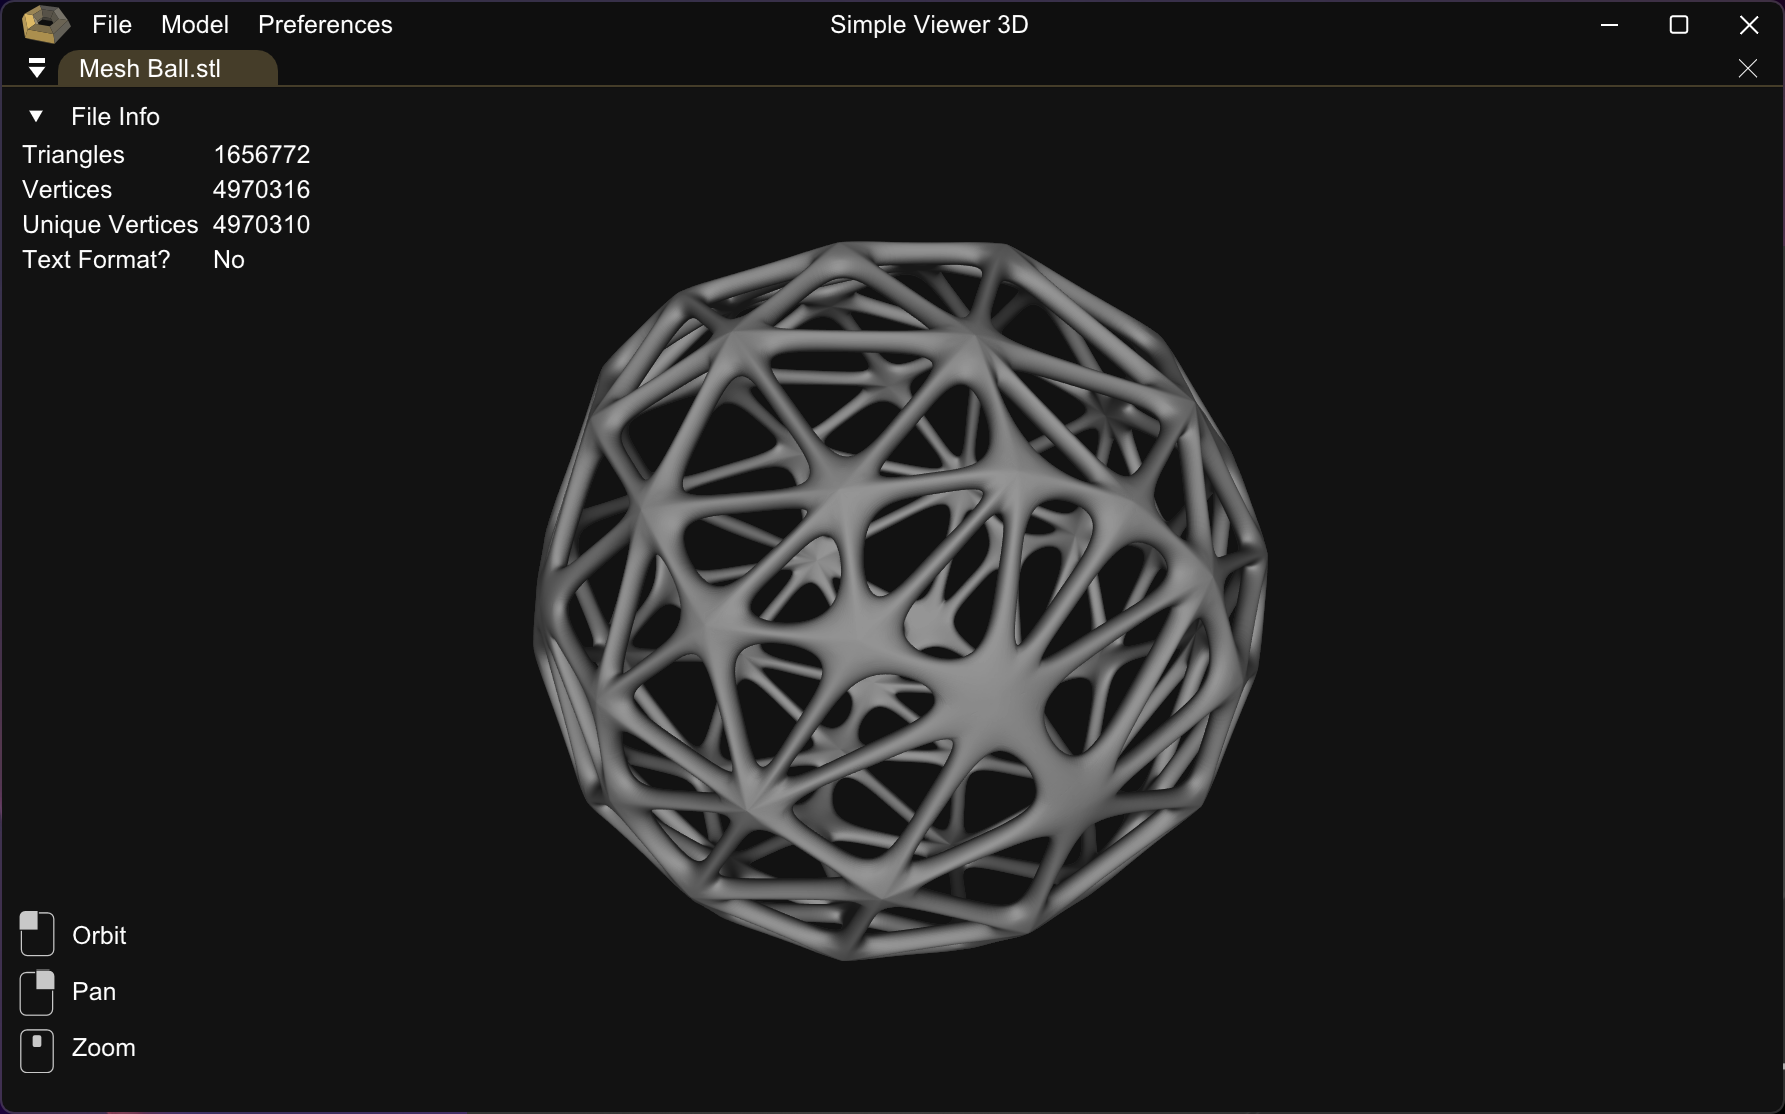 File Model Preferences Simple Viewer 3D
Mesh Ball.stl
File Info
Triangles 1656772
Vertices 4970316
Unique Vertices 4970310
Text Format? No
Orbit
Pan
Zoom